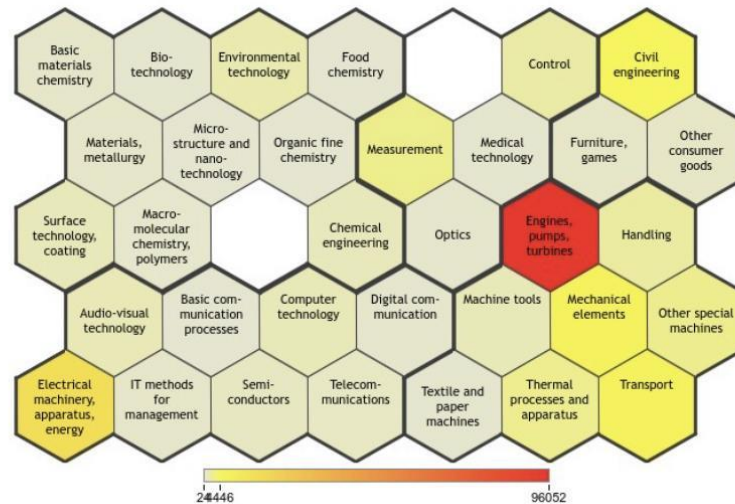 Basic
materials
chemistry
Bio-
technology
Environmental
technology
Food
chemistry
Control
Civil
engineering
Materials,
metallurgy
Micro-
structure and
nano-
technology
Organic fine
chemistry
Measurement
Medical
technology
Furniture,
games
Other
consumer
goods
Surface
technology,
coating
Macro-
molecular
chemistry,
polymers
Chemical
engineering
Optics
Engines,
pumps,
turbines
Handling
Audio-visual
technology
Basic com-
munication
processes
Computer
technology
Digital com-
munication
Machine tools
Mechanical
elements
Other special
machines
Electrical
machinery,
apparatus,
energy
IT methods
for
management
Semi-
conductors
Telecom-
munications
Textile and
paper
machines
Thermal
processes and
apparatus
Transport
96052